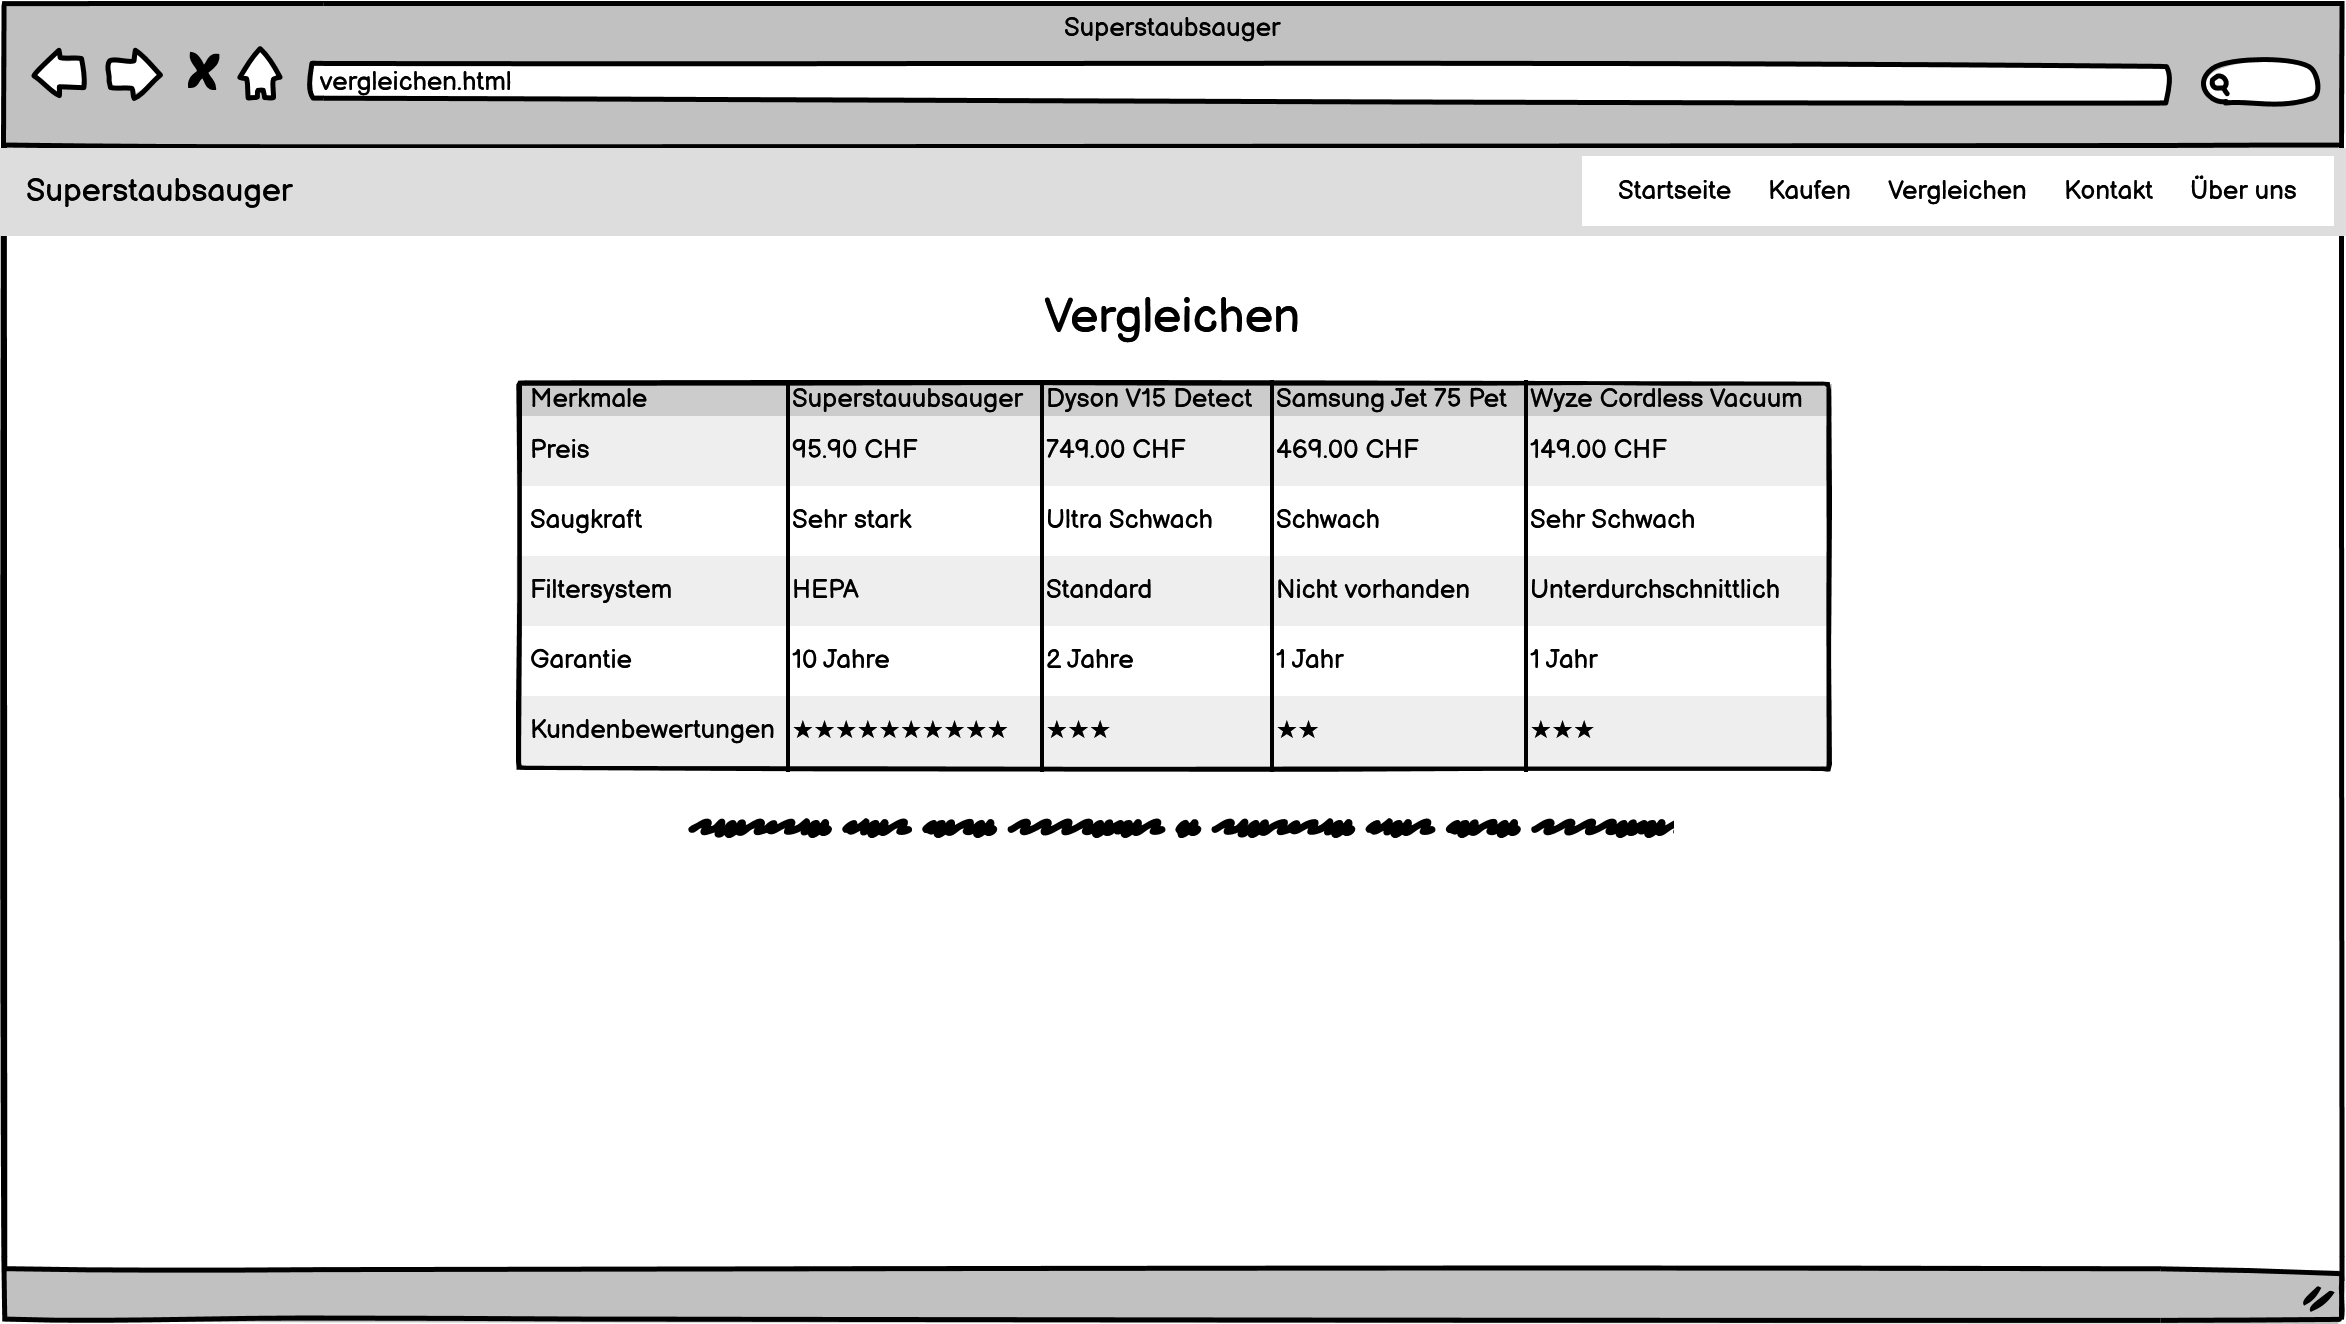 Superstaubsauger
vergleichen.html
Superstaubsauger Startseite Kaufen Vergleichen Kontakt Über uns
Vergleichen
Merkmale Superstauubsauger Dyson V15 Detect Samsung Jet 75 Pet Wyze Cordless Vacuum
Preis 95.90 CHF 749.00 CHF 469.00 CHF 149.00 CHF
Saugkraft Sehr stark Ultra Schwach Schwach Sehr Schwach
Filtersystem HEPA Standard Nicht vorhanden Unterdurchschnittlich
Garantie 10 Jahre 2 Jahre 1 Jahr 1 Jahr
Kundenbewertungen ★★★★★★★★★★ ★★★ ★★ ★★★